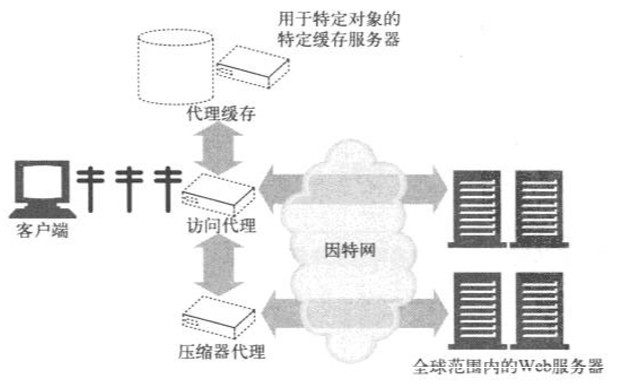 用于特定对象的
特定缓存服务器
代理缓存
客户端
访问代理
因特网
压缩器代理
全球范围内的Web服务器